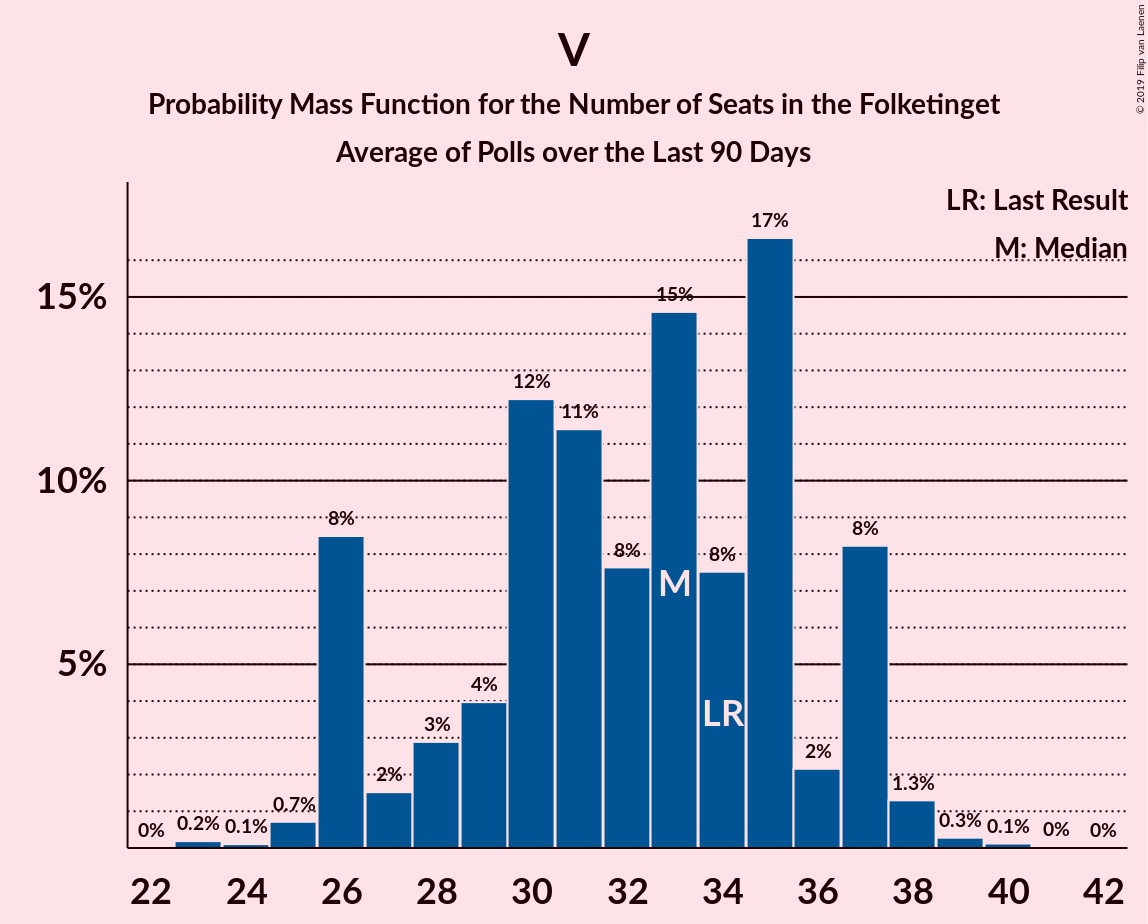 V
Probability Mass Function for the Number of Seats in the Folketinget
Average of Polls over the Last 90 Days
© 2019 Filip van Laenen
LR: Last Result
M: Median
15%
10%
5%
0%
0.2%
0.1%
0.7%
8%
2%
3%
4%
12%
11%
8%
15%
8%
17%
2%
8%
1.3%
0.3%
0.1%
0%
0%
M
LR
22 24 26 28 30 32 34 36 38 40 42